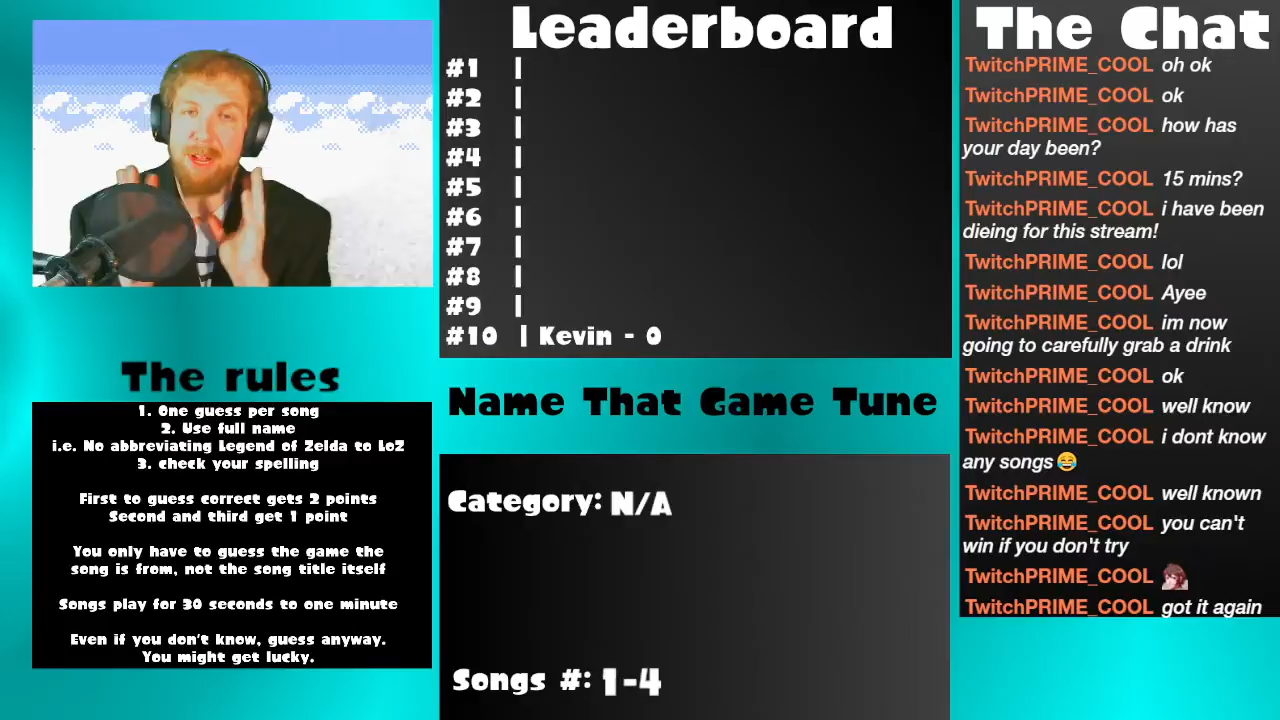 Leaderboard
#1 |
#2 |
#3 |
#4 |
#5 |
#6 |
#7 |
#8 |
#9 |
#10 | Kevin - 0
The Chat
TwitchPRIME_COOL oh ok
TwitchPRIME_COOL ok
TwitchPRIME_COOL how has
your day been?
TwitchPRIME_COOL 15 mins?
TwitchPRIME_COOL i have been
dieing for this stream!
TwitchPRIME_COOL lol
TwitchPRIME_COOL Ayee
TwitchPRIME_COOL im now
going to carefully grab a drink
TwitchPRIME_COOL ok
TwitchPRIME_COOL well know
TwitchPRIME_COOL i dont know
any songs😂
TwitchPRIME_COOL well known
TwitchPRIME_COOL you can't
win if you don't try
TwitchPRIME_COOL
TwitchPRIME_COOL got it again
The rules
1. One guess per song
2. Use full name
i.e. No abbreviating Legend of Zelda to LoZ
3. check your spelling
First to guess correct gets 2 points
Second and third get 1 point
You only have to guess the game the
song is from, not the song title itself
Songs play for 30 seconds to one minute
Even if you don't know, guess anyway.
You might get lucky.
Name That Game Tune
Category: N/A
Songs #: 1-4